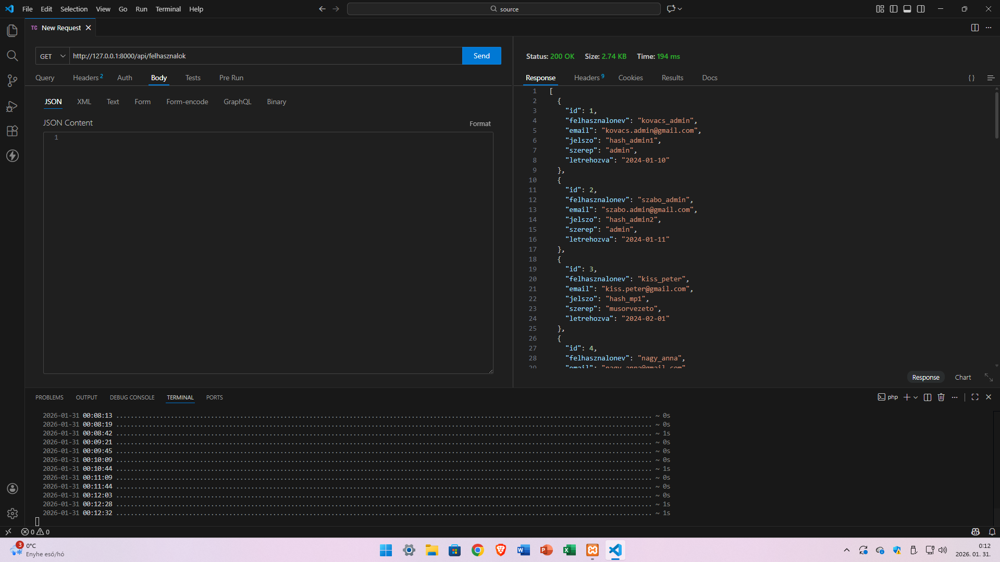 File Edit Selection View Go Run Terminal Help
source
TC New Request
GET http://127.0.0.1:8000/api/felhasznalok Send
Query Headers 2 Auth Body Tests Pre Run
JSON XML Text Form Form-encode GraphQL Binary
JSON Content
Format
1
Status: 200 OK Size: 2.74 KB Time: 194 ms
Response Headers 9 Cookies Results Docs { }
1 [
2 {
3 "id": 1,
4 "felhasznalonev": "kovacs_admin",
5 "email": "kovacs.admin@gmail.com",
6 "jelszo": "hash_admin1",
7 "szerep": "admin",
8 "letrehozva": "2024-01-10"
9 },
10 {
11 "id": 2,
12 "felhasznalonev": "szabo_admin",
13 "email": "szabo.admin@gmail.com",
14 "jelszo": "hash_admin2",
15 "szerep": "admin",
16 "letrehozva": "2024-01-11"
17 },
18 {
19 "id": 3,
20 "felhasznalonev": "kiss_peter",
21 "email": "kiss.peter@gmail.com",
22 "jelszo": "hash_mp1",
23 "szerep": "musorvezeto",
24 "letrehozva": "2024-02-01"
25 },
26 {
27 "id": 4,
28 "felhasznalonev": "nagy_anna",
29 "email": "nagy.anna@gmail.com"
Response Chart
PROBLEMS OUTPUT DEBUG CONSOLE TERMINAL PORTS
php
2026-01-31 00:08:13 ........ ~ 0s
2026-01-31 00:08:19 ........ ~ 0s
2026-01-31 00:08:42 ........ ~ 1s
2026-01-31 00:09:21 ........ ~ 0s
2026-01-31 00:09:45 ........ ~ 0s
2026-01-31 00:10:09 ........ ~ 0s
2026-01-31 00:10:44 ........ ~ 1s
2026-01-31 00:11:09 ........ ~ 0s
2026-01-31 00:11:44 ........ ~ 0s
2026-01-31 00:12:03 ........ ~ 0s
2026-01-31 00:12:28 ........ ~ 1s
2026-01-31 00:12:32 ........ ~ 1s
0 0
3
0°C
Enyhe eső/hó
0:12
2026. 01. 31.